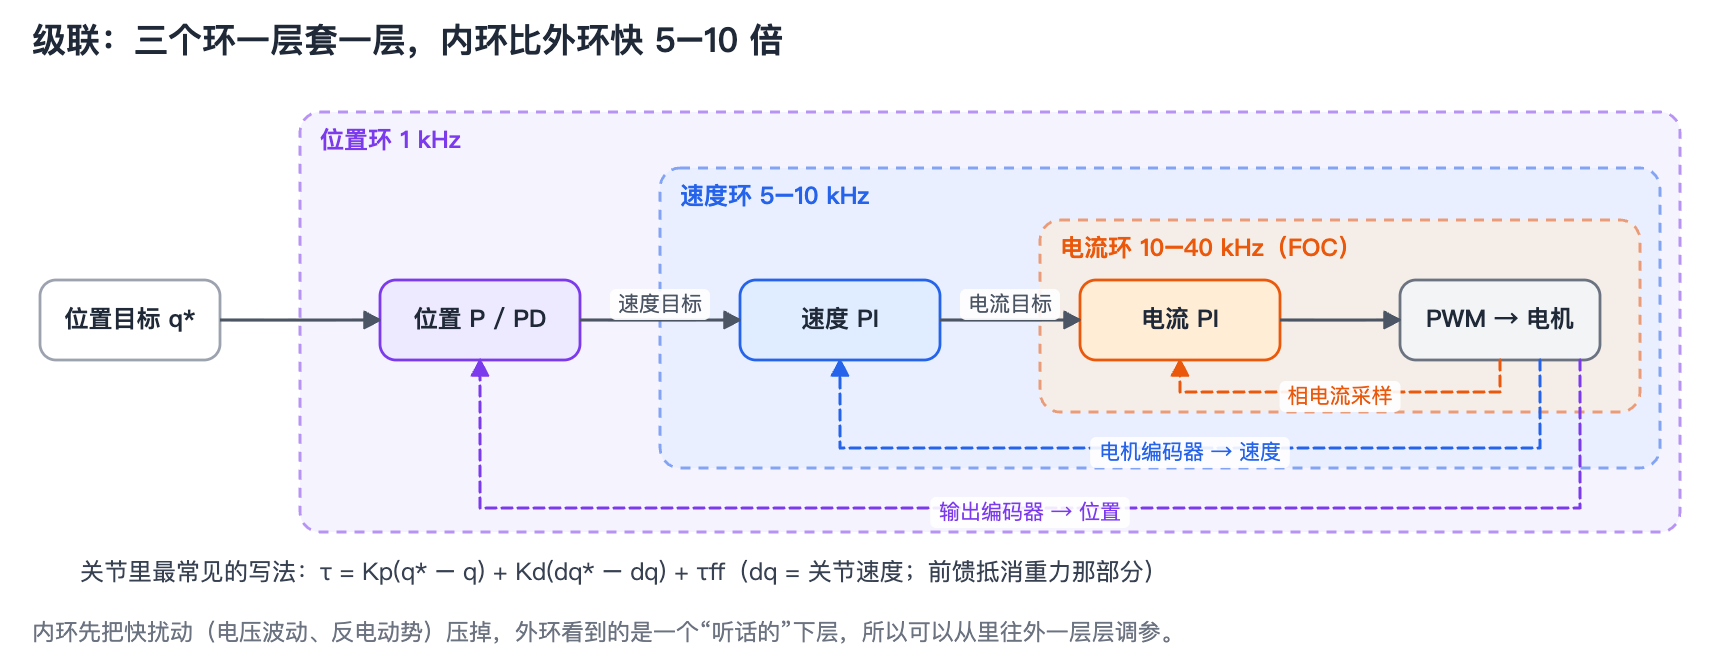 级联：三个环一层套一层，内环比外环快 5–10 倍
位置环 1 kHz
速度环 5–10 kHz
电流环 10–40 kHz（FOC）
位置目标 q*
位置 P / PD
速度目标
速度 PI
电流目标
电流 PI
PWM → 电机
相电流采样
电机编码器 → 速度
输出编码器 → 位置
关节里最常见的写法：τ = Kp(q* − q) + Kd(dq* − dq) + τff（dq = 关节速度；前馈抵消重力那部分）
内环先把快扰动（电压波动、反电动势）压掉，外环看到的是一个“听话的”下层，所以可以从里往外一层层调参。